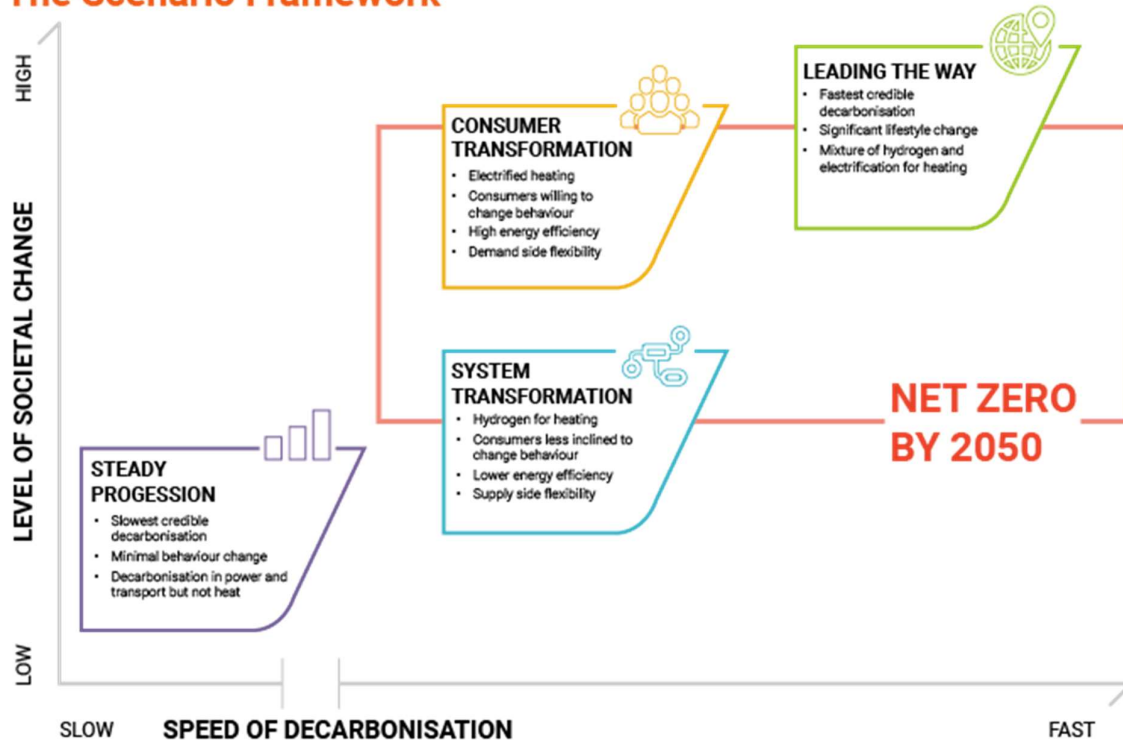 The Scenario Framework
HIGH
LEVEL OF SOCIETAL CHANGE
LOW
CONSUMER
TRANSFORMATION
• Electrified heating
• Consumers willing to
change behaviour
• High energy efficiency
• Demand side flexibility
LEADING THE WAY
• Fastest credible
decarbonisation
• Significant lifestyle change
• Mixture of hydrogen and
electrification for heating
SYSTEM
TRANSFORMATION
• Hydrogen for heating
• Consumers less inclined to
change behaviour
• Lower energy efficiency
• Supply side flexibility
NET ZERO
BY 2050
STEADY
PROGESSION
• Slowest credible
decarbonisation
• Minimal behaviour change
• Decarbonisation in power and
transport but not heat
SLOW
SPEED OF DECARBONISATION
FAST